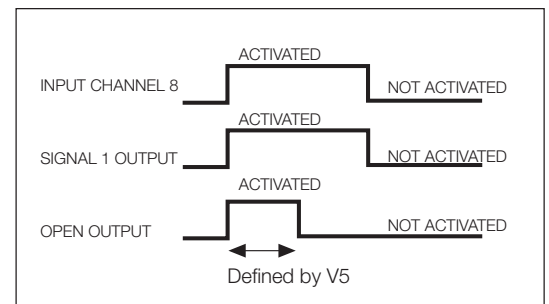 ACTIVATED
INPUT CHANNEL 8
NOT ACTIVATED
ACTIVATED
SIGNAL 1 OUTPUT
NOT ACTIVATED
ACTIVATED
OPEN OUTPUT
NOT ACTIVATED
Defined by V5